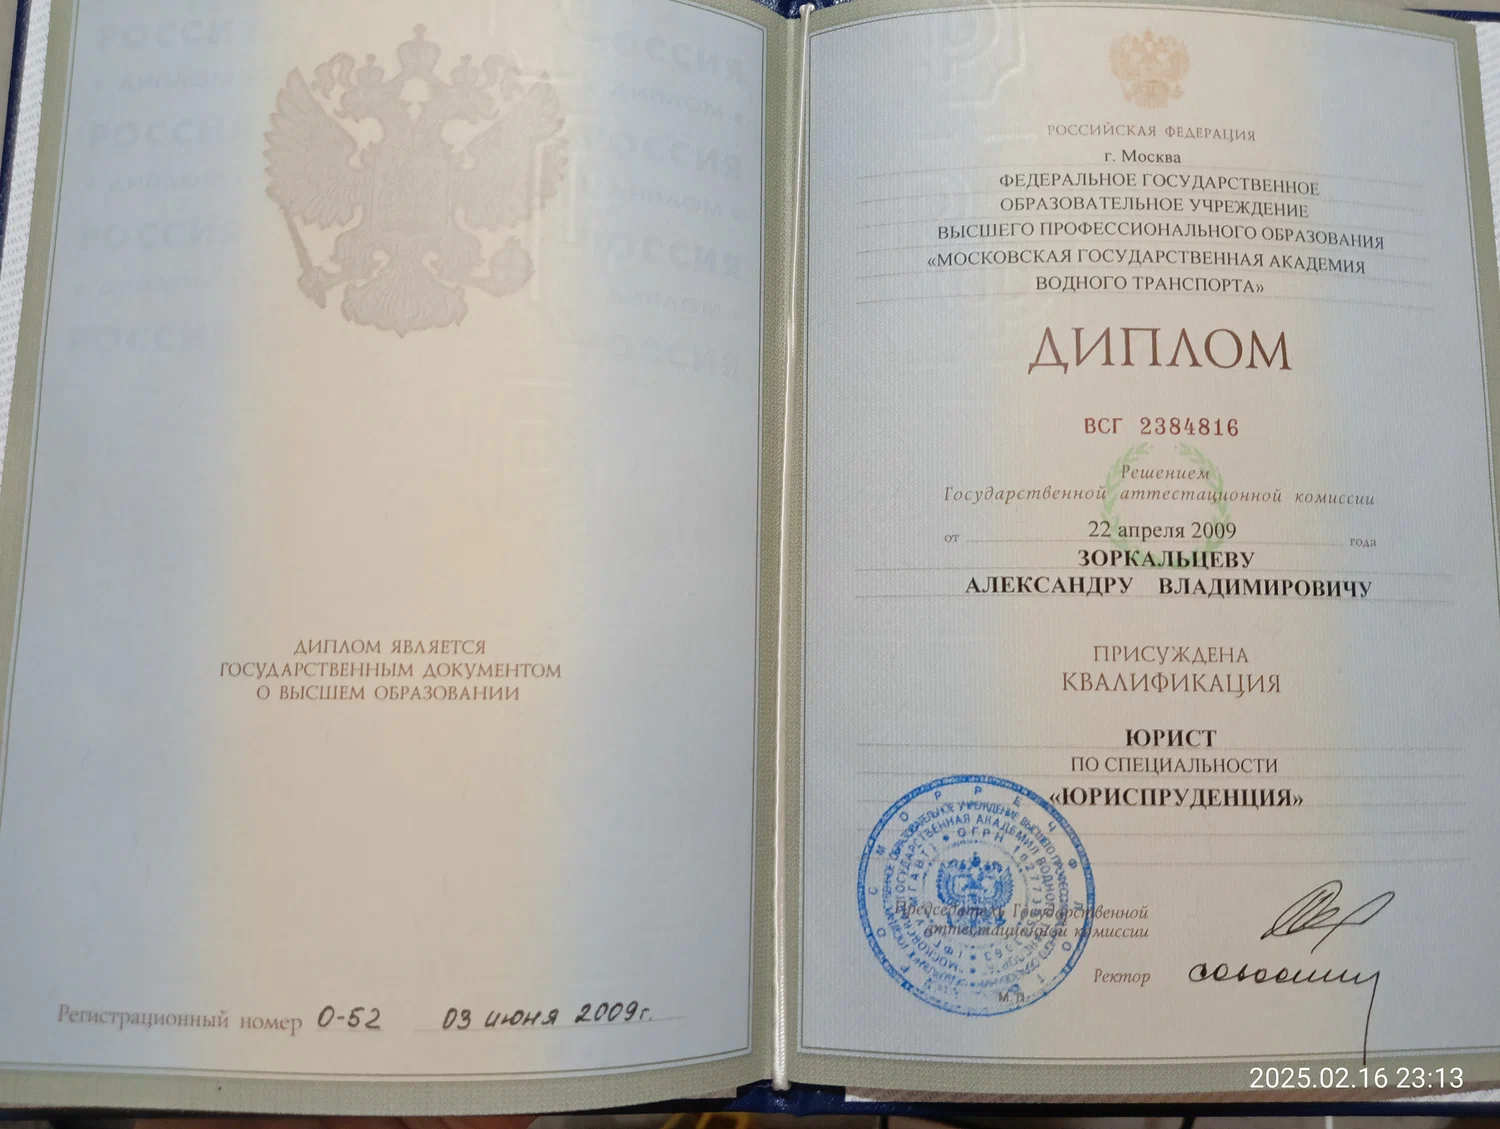 ДИПЛОМ ЯВЛЯЕТСЯ
ГОСУДАРСТВЕННЫМ ДОКУМЕНТОМ
О ВЫСШЕМ ОБРАЗОВАНИИ
Регистрационный номер О-52 03 июня 2009г.
РОССИЙСКАЯ ФЕДЕРАЦИЯ
г. Москва
ФЕДЕРАЛЬНОЕ ГОСУДАРСТВЕННОЕ
ОБРАЗОВАТЕЛЬНОЕ УЧРЕЖДЕНИЕ
ВЫСШЕГО ПРОФЕССИОНАЛЬНОГО ОБРАЗОВАНИЯ
«МОСКОВСКАЯ ГОСУДАРСТВЕННАЯ АКАДЕМИЯ
ВОДНОГО ТРАНСПОРТА»
ДИПЛОМ
ВСГ 2384816
Решением
Государственной аттестационной комиссии
от 22 апреля 2009 года
ЗОРКАЛЬЦЕВУ
АЛЕКСАНДРУ ВЛАДИМИРОВИЧУ
ПРИСУЖДЕНА
КВАЛИФИКАЦИЯ
ЮРИСТ
ПО СПЕЦИАЛЬНОСТИ
«ЮРИСПРУДЕНЦИЯ»
Председатель Государственной
аттестационной комиссии
Ректор
М.П.
2025.02.16 23:13